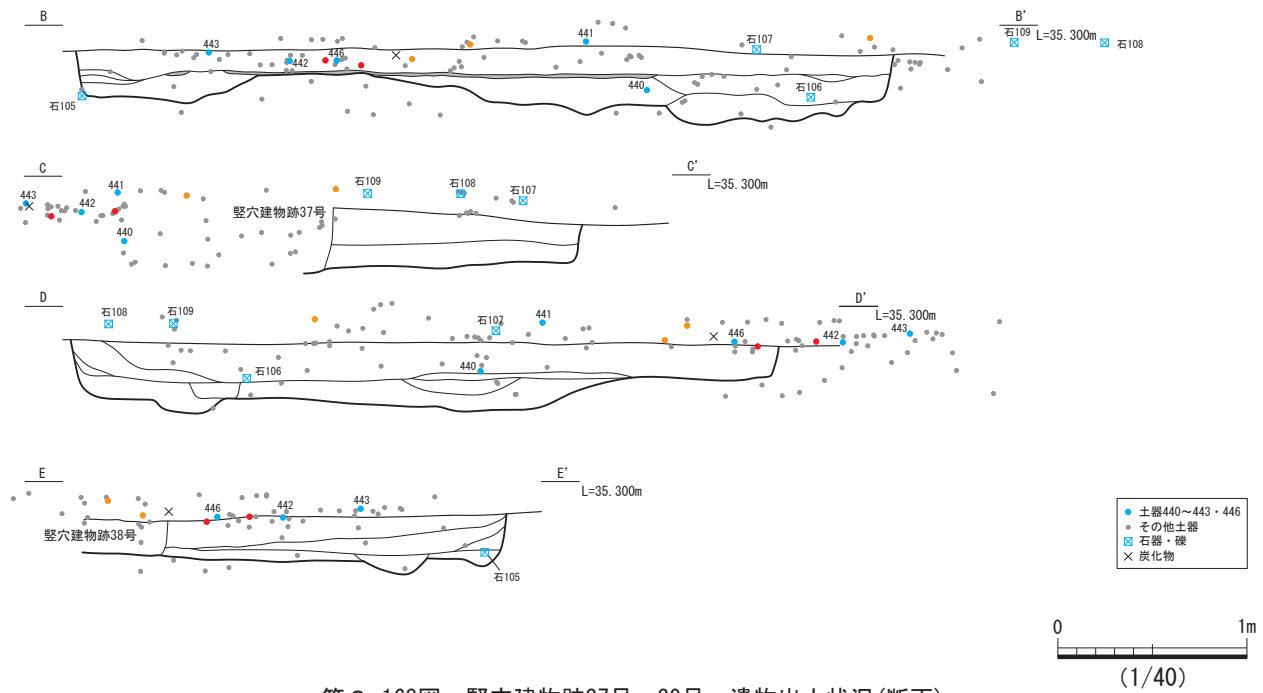 B
B'
L=35.300m
443
442
446
441
440
石107
石109
石108
石105
石106
C
C'
L=35.300m
443
442
441
440
竪穴建物跡37号
石109
石108
石107
D
D'
L=35.300m
石108
石109
石107
441
石106
440
446
442
443
E
E'
L=35.300m
竪穴建物跡38号
446
442
443
石105
土器440～443・446
その他土器
石器・礫
炭化物
0
1m
(1/40)